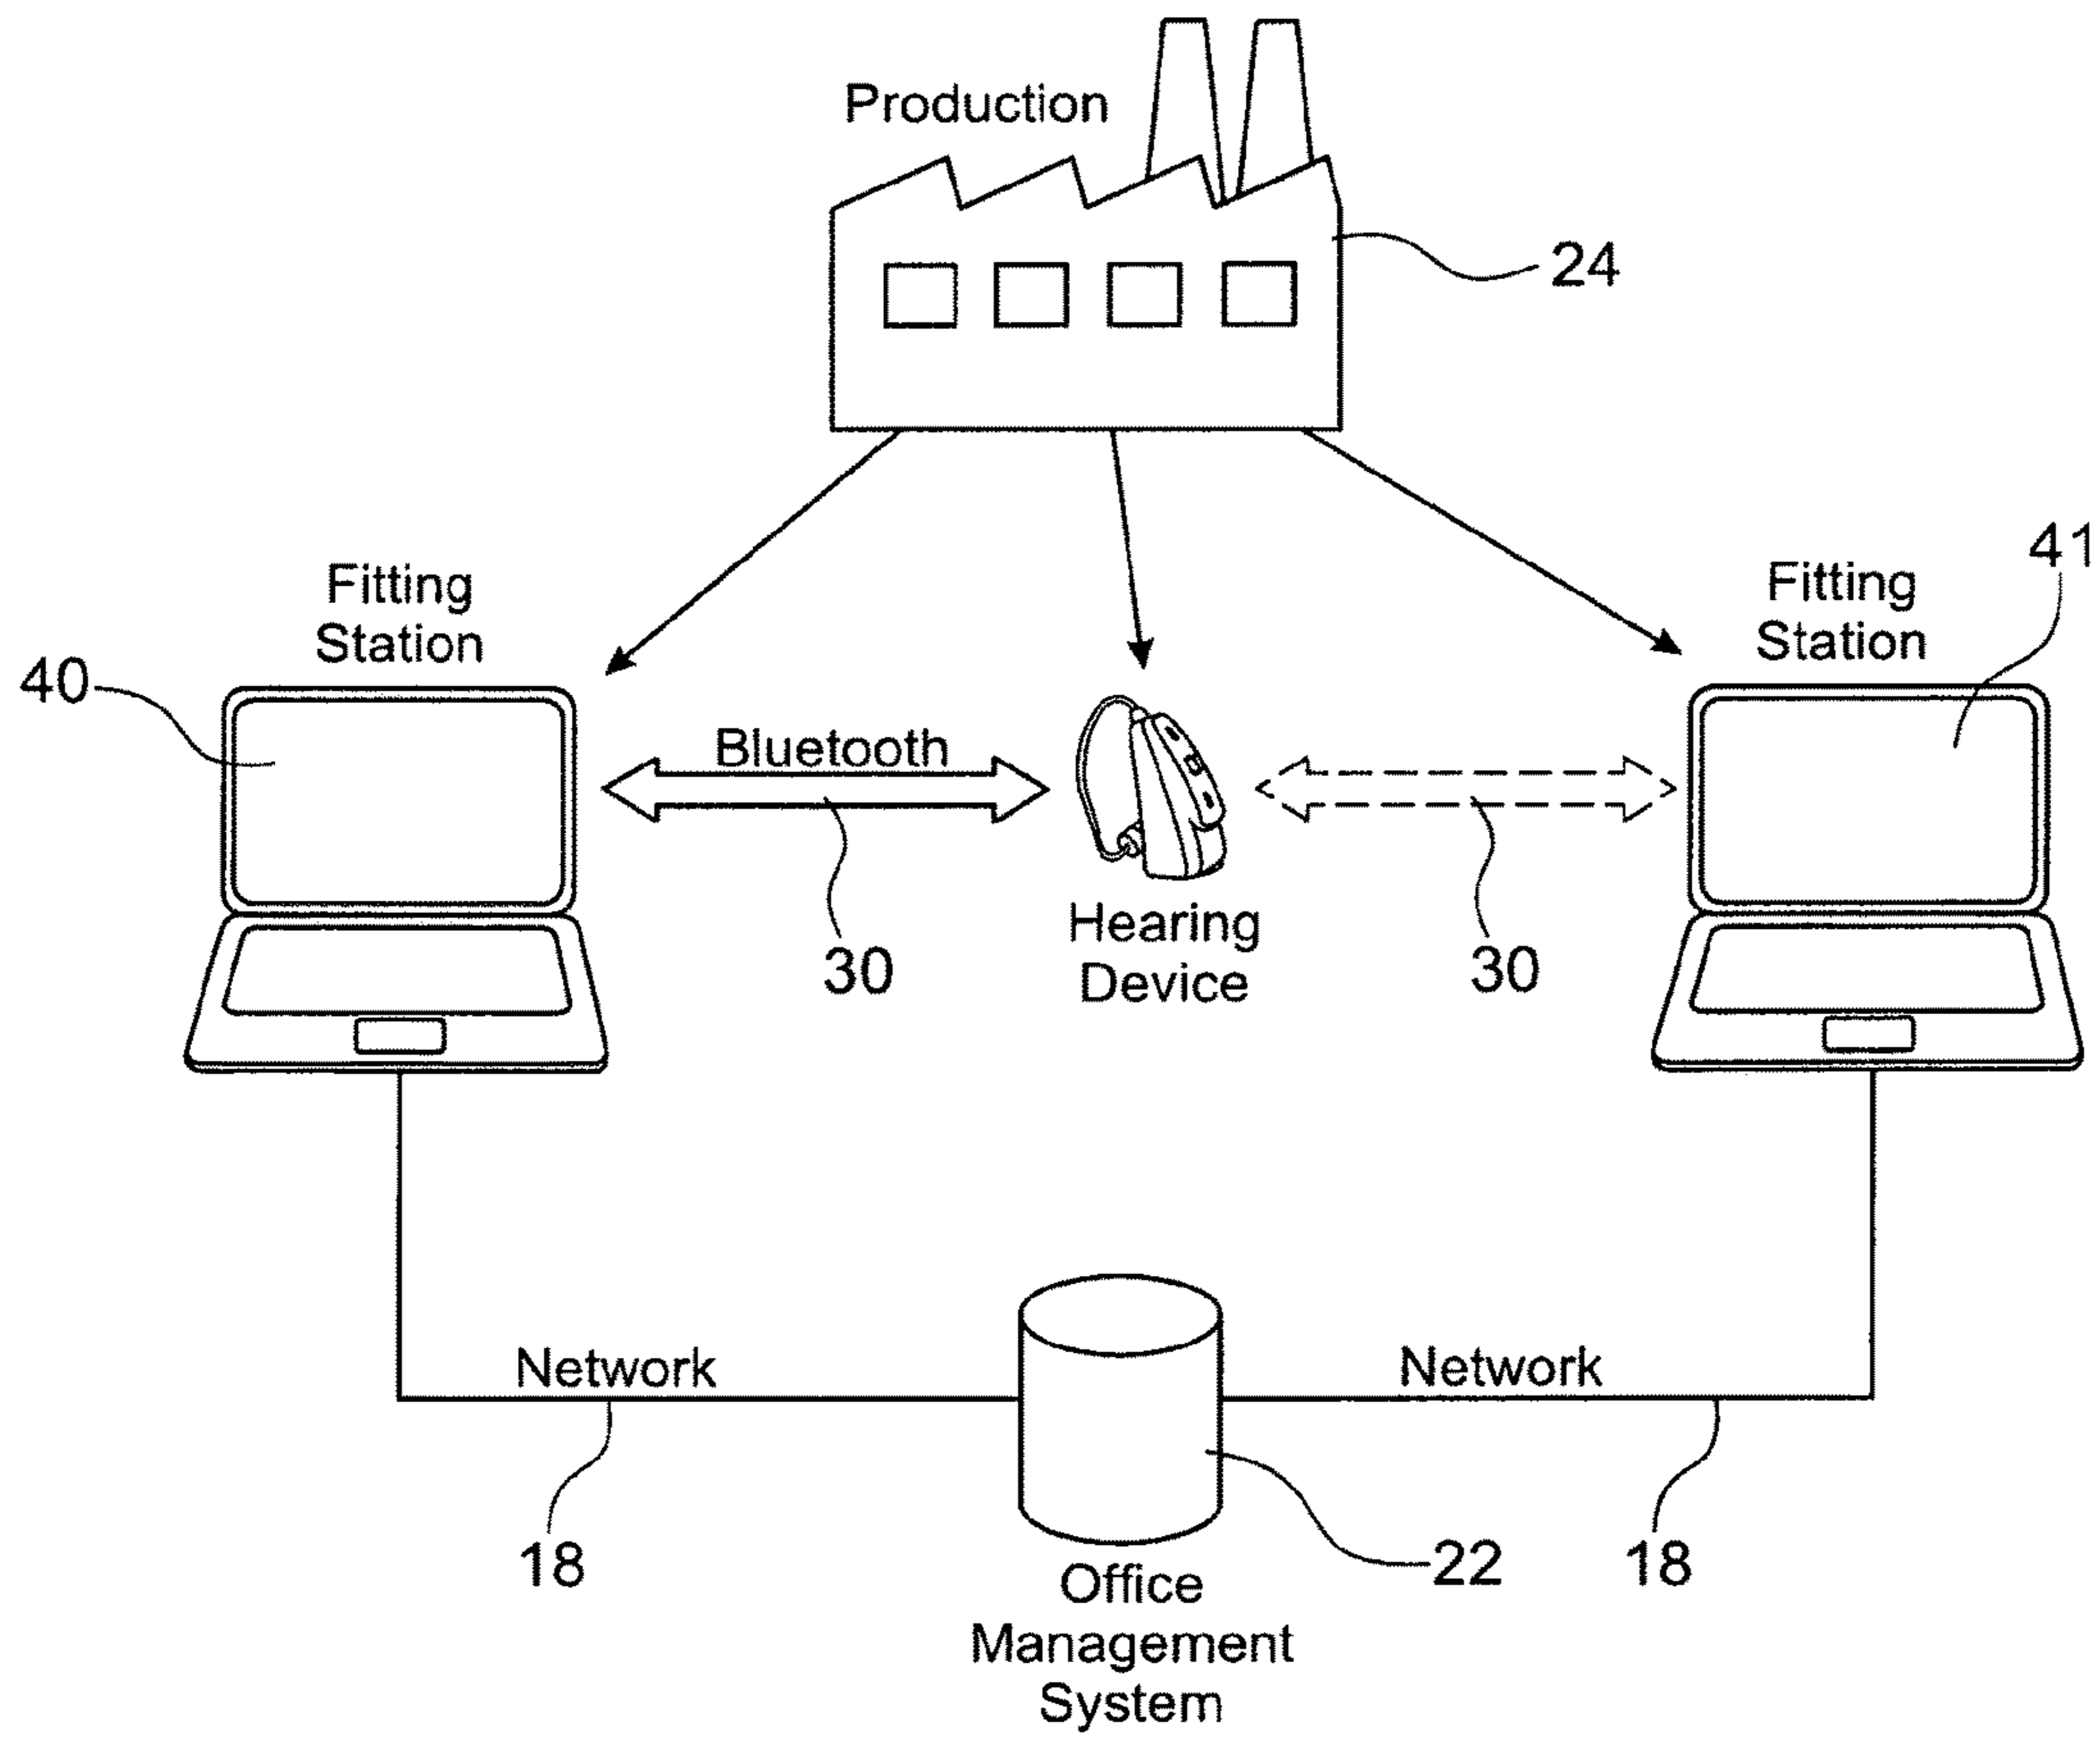 Production
24
41
Fitting
Station
Fitting
Station
40
Bluetooth
30
Hearing
Device
30
Network
Network
18
22
18
Office
Management
System